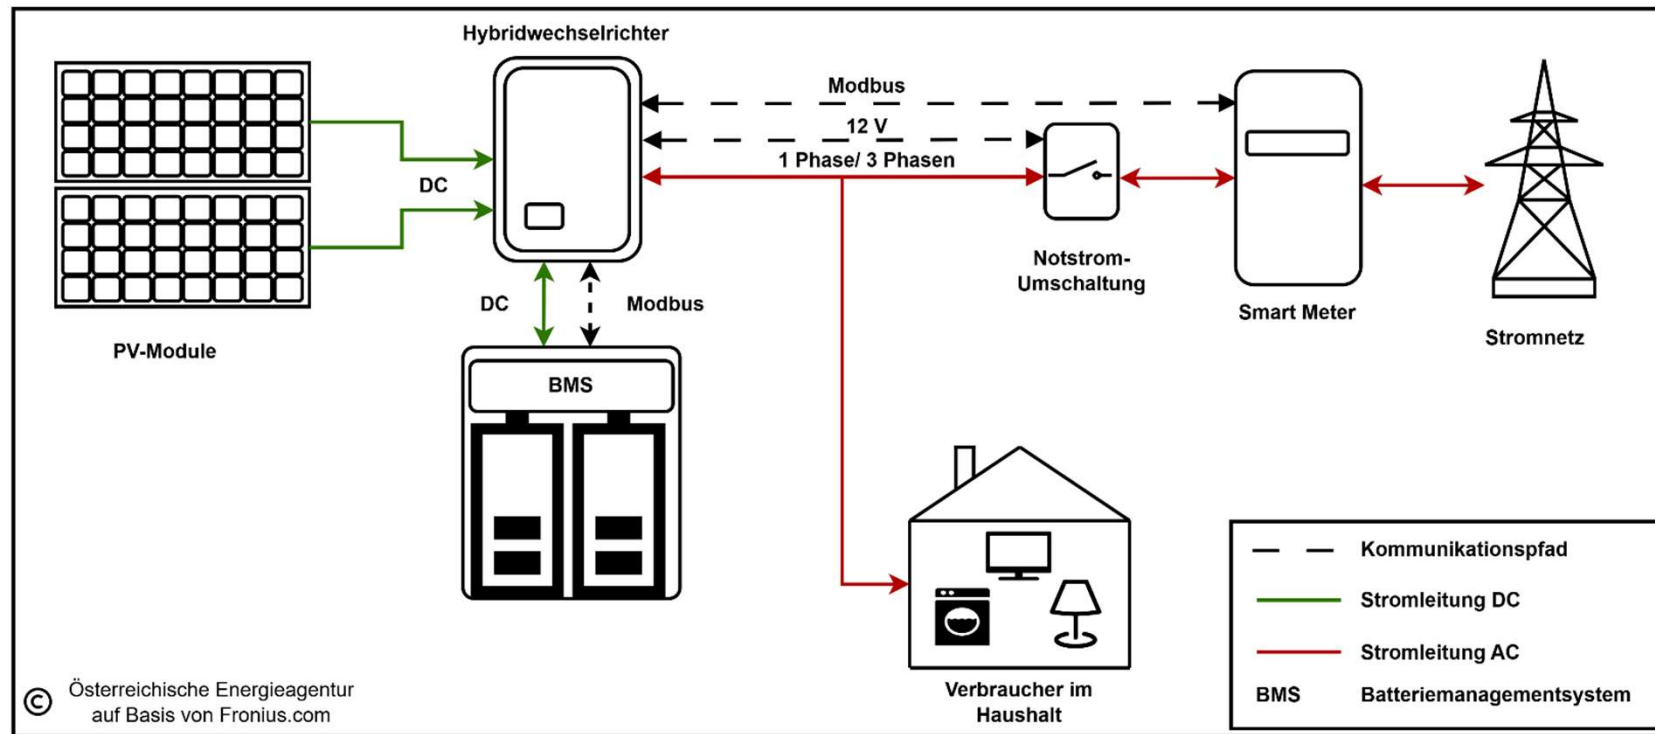 Hybridwechselrichter
Modbus
12 V
1 Phase/ 3 Phasen
DC
Notstrom-
Umschaltung
DC
Modbus
Smart Meter
Stromnetz
PV-Module
BMS
Kommunikationspfad
Stromleitung DC
Stromleitung AC
BMS Batteriemanagementsystem
Verbraucher im
Haushalt
© Österreichische Energieagentur
auf Basis von Fronius.com